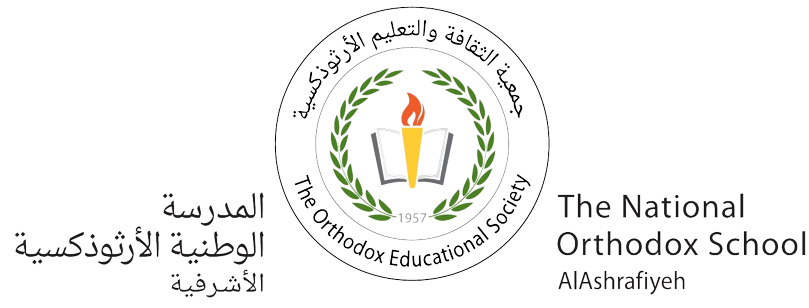 جمعية الثقافة والتعليم الأرثوذكسية
The Orthodox Educational Society
1957
المدرسة
الوطنية الأرثوذكسية
الأشرفية
The National
Orthodox School
AlAshrafiyeh